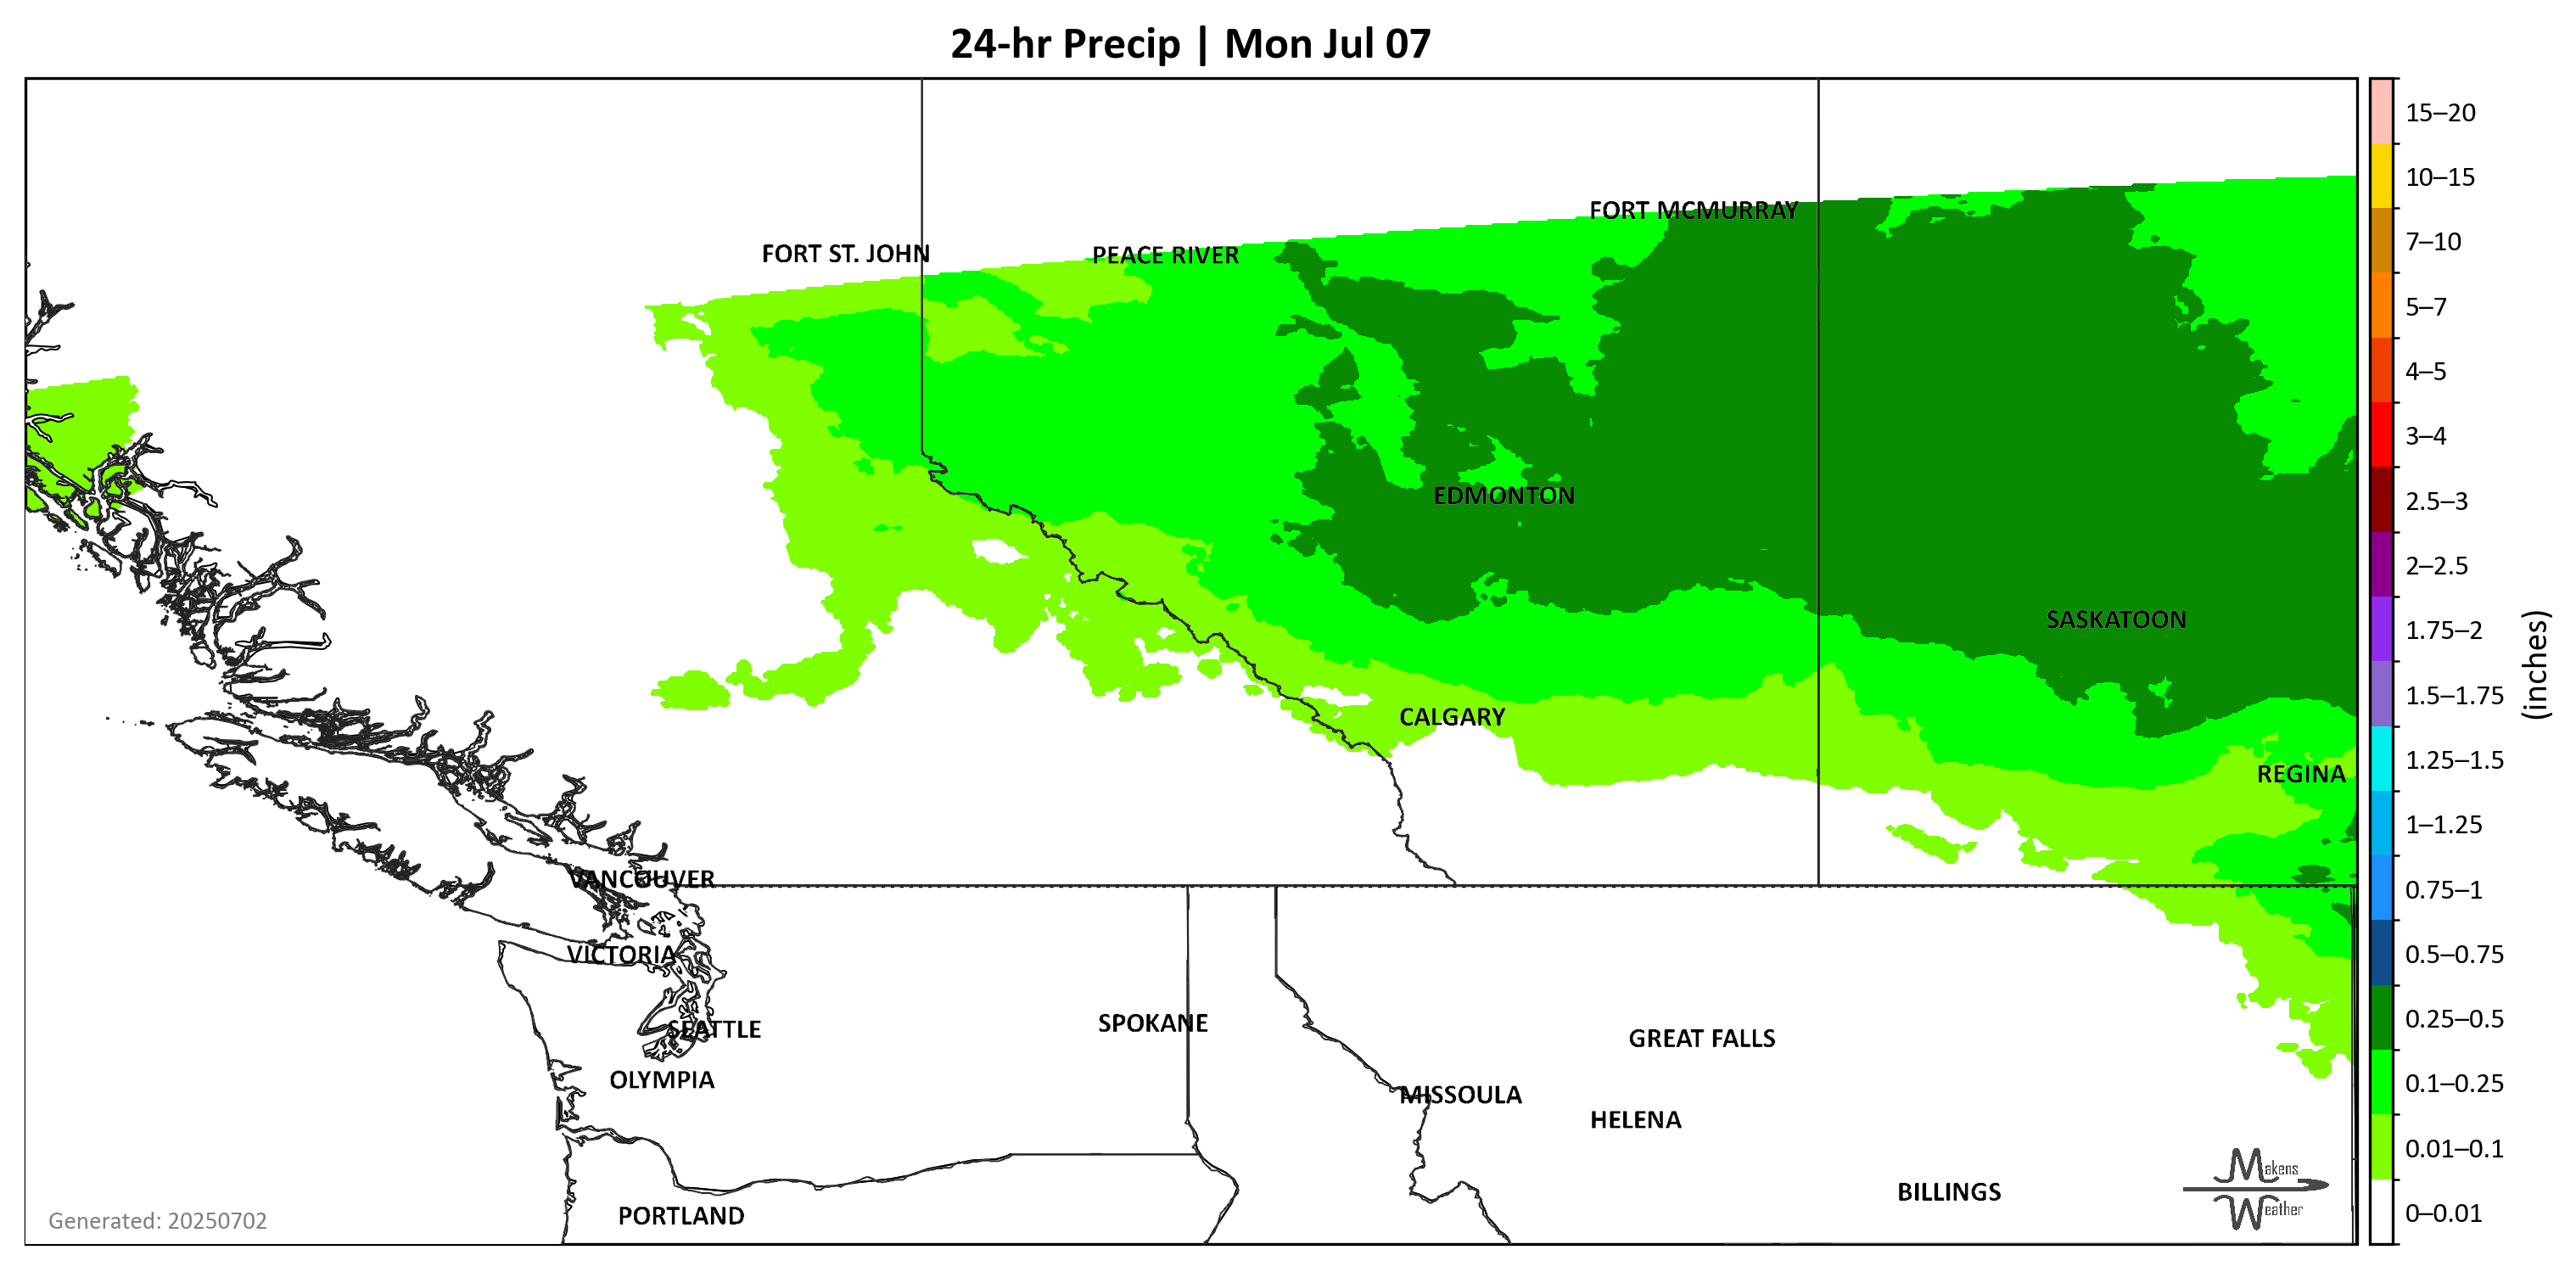 24-hr Precip | Mon Jul 07
15–20
10–15
7–10
5–7
4–5
3–4
2.5–3
2–2.5
1.75–2
1.5–1.75
1.25–1.5
1–1.25
0.75–1
0.5–0.75
0.25–0.5
0.1–0.25
0.01–0.1
0–0.01
(inches)
FORT MCMURRAY
FORT ST. JOHN
PEACE RIVER
EDMONTON
SASKATOON
CALGARY
REGINA
VANCOUVER
VICTORIA
SEATTLE
SPOKANE
GREAT FALLS
OLYMPIA
MISSOULA
HELENA
BILLINGS
PORTLAND
Makens
Weather
Generated: 20250702